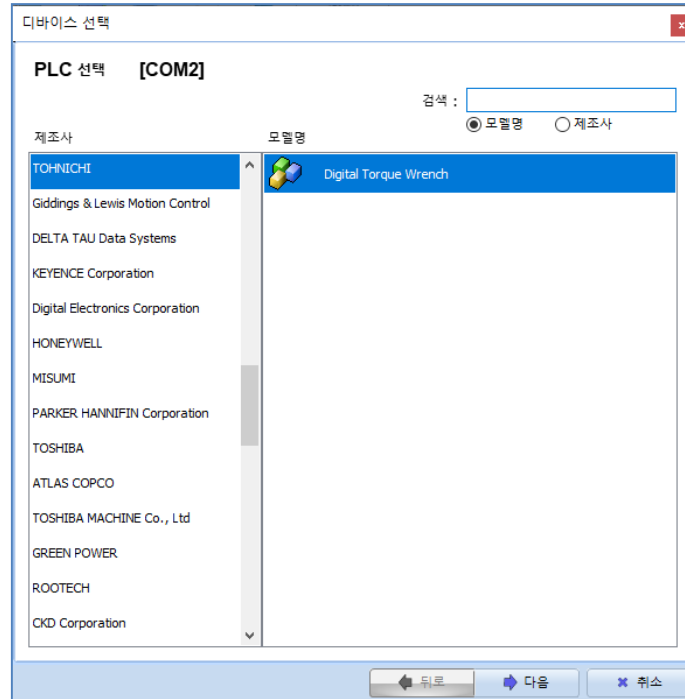 디바이스 선택
PLC 선택 [COM2]
검색 :
모델명 제조사
제조사 모델명
TOHNICHI
Digital Torque Wrench
Giddings & Lewis Motion Control
DELTA TAU Data Systems
KEYENCE Corporation
Digital Electronics Corporation
HONEYWELL
MISUMI
PARKER HANNIFIN Corporation
TOSHIBA
ATLAS COPCO
TOSHIBA MACHINE Co., Ltd
GREEN POWER
ROOTECH
CKD Corporation
뒤로 다음 취소